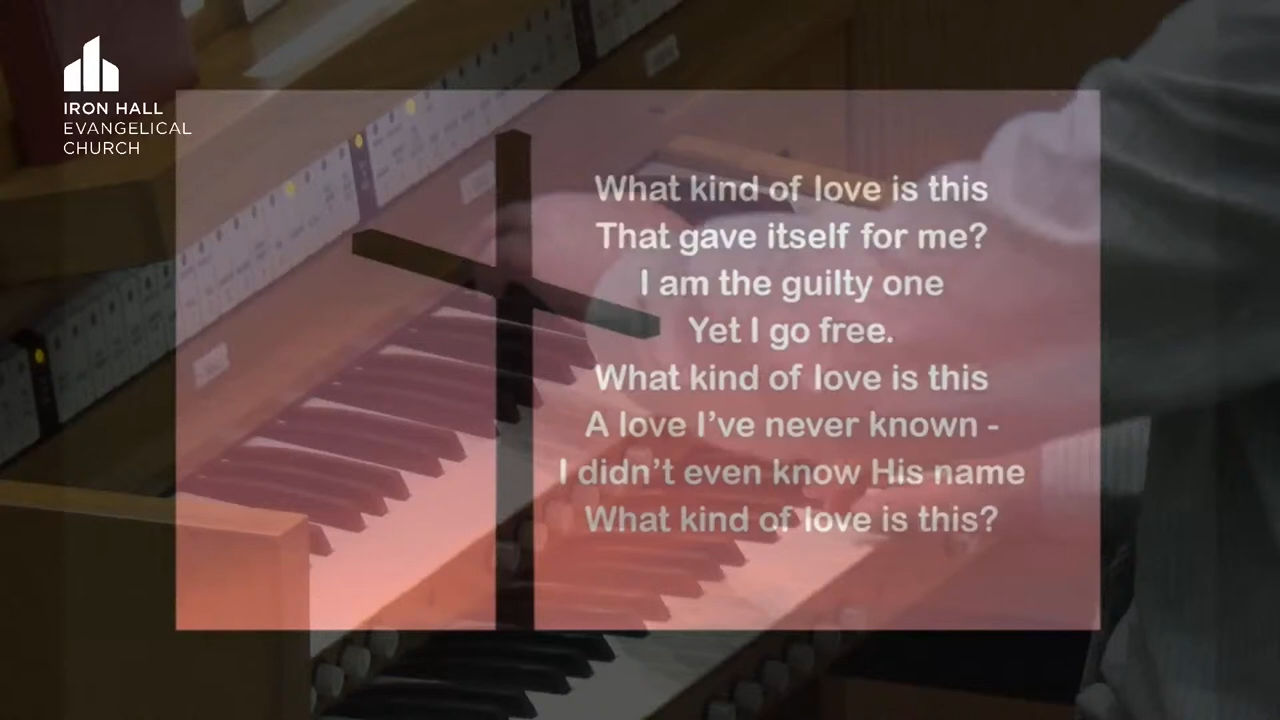 IRON HALL
EVANGELICAL
CHURCH
What kind of love is this
That gave itself for me?
I am the guilty one
Yet I go free.
What kind of love is this
A love I’ve never known -
I didn’t even know His name
What kind of love is this?